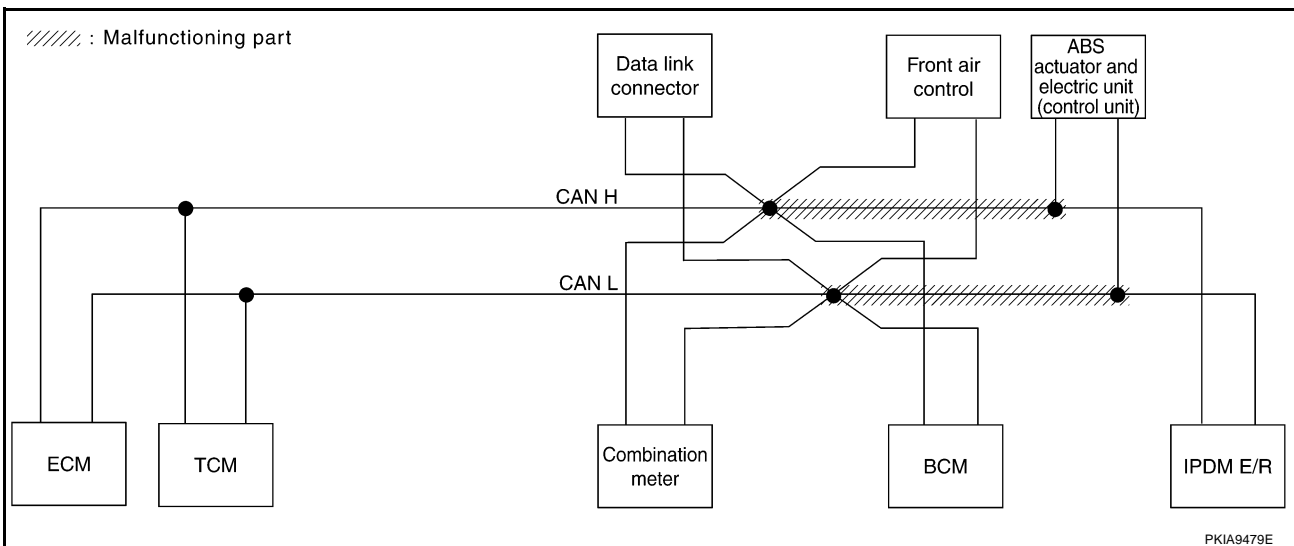 : Malfunctioning part
Data link
connector
Front air
control
ABS
actuator and
electric unit
(control unit)
CAN H
CAN L
ECM
TCM
Combination
meter
BCM
IPDM E/R
PKIA9479E